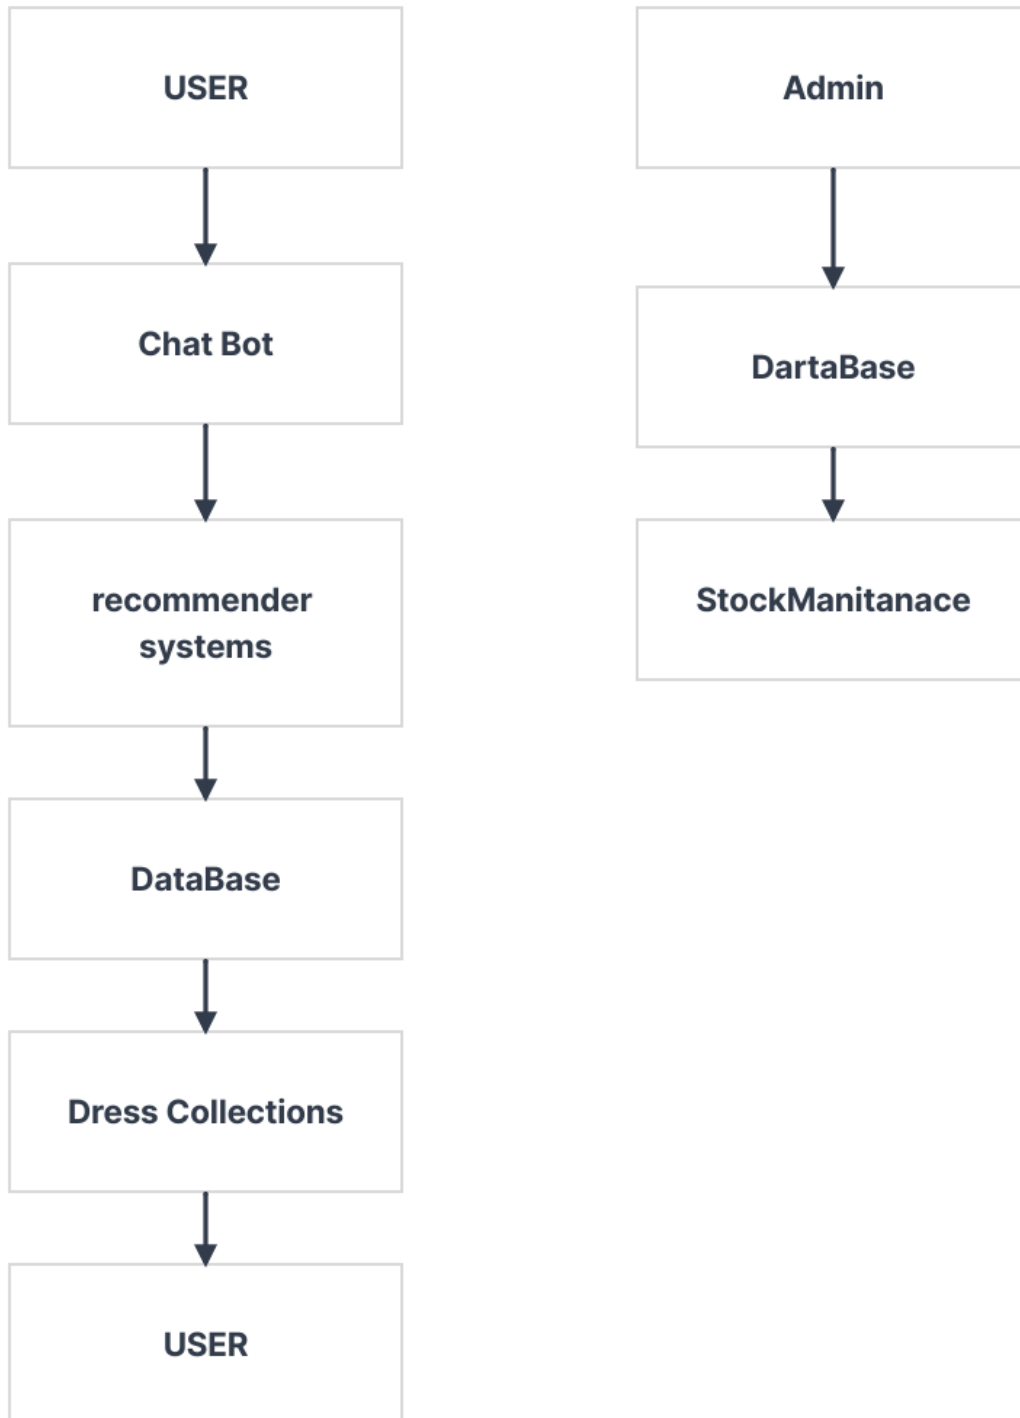 USER
Chat Bot
recommender
systems
DataBase
Dress Collections
USER
Admin
DartaBase
StockManitanace